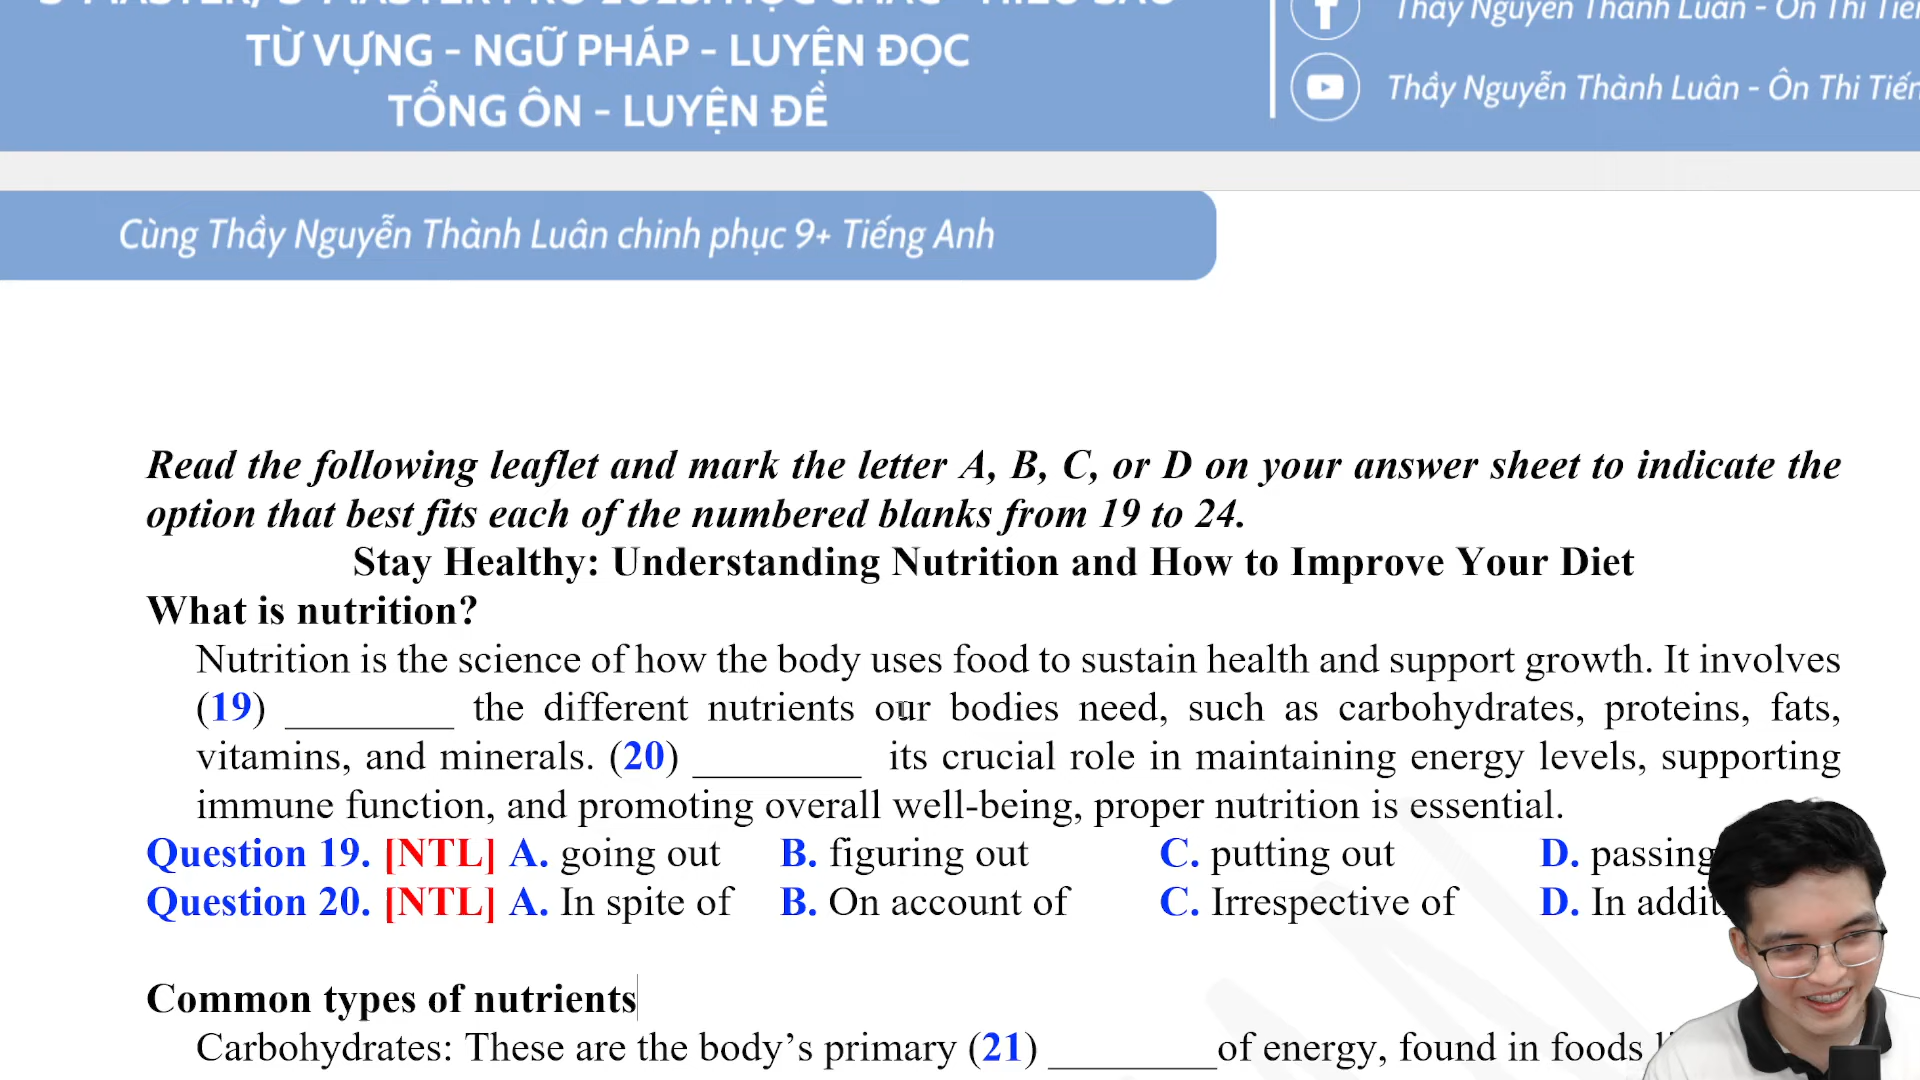 TỪ VỰNG - NGỮ PHÁP - LUYỆN ĐỌC
TỔNG ÔN - LUYỆN ĐỀ
Thầy Nguyễn Thành Luân - Ôn Thi
Thầy Nguyễn Thành Luân - Ôn Thi
Cùng Thầy Nguyễn Thành Luân chinh phục 9+ Tiếng Anh
Read the following leaflet and mark the letter A, B, C, or D on your answer sheet to indicate the
option that best fits each of the numbered blanks from 19 to 24.
Stay Healthy: Understanding Nutrition and How to Improve Your Diet
What is nutrition?
Nutrition is the science of how the body uses food to sustain health and support growth. It involves
(19) ________ the different nutrients our bodies need, such as carbohydrates, proteins, fats,
vitamins, and minerals. (20) ________ its crucial role in maintaining energy levels, supporting
immune function, and promoting overall well-being, proper nutrition is essential.
Question 19. [NTL] A. going out B. figuring out C. putting out D. passing
Question 20. [NTL] A. In spite of B. On account of C. Irrespective of D. In
Common types of nutrients
Carbohydrates: These are the body’s primary (21) ________ of energy, found in foods